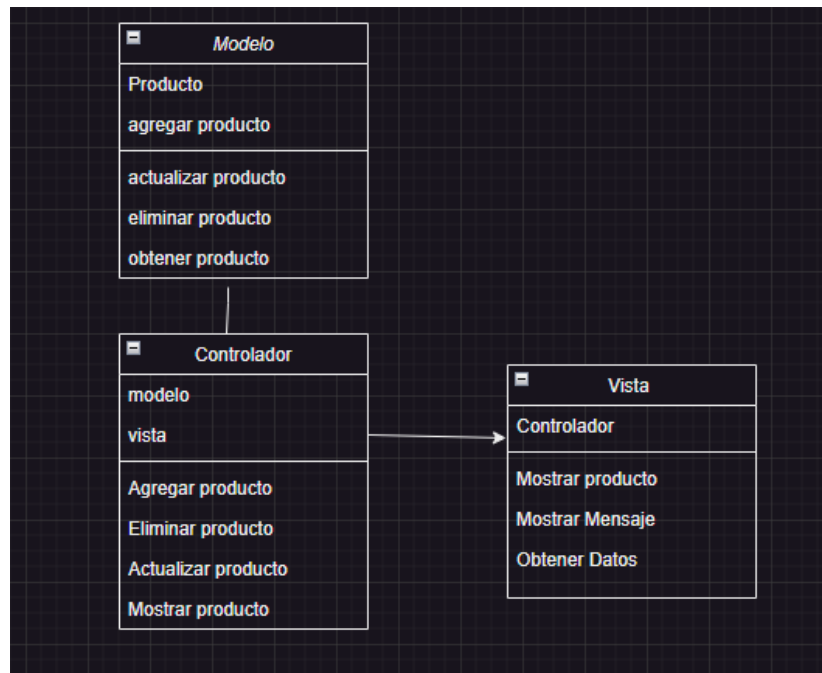 Modelo
Producto
agregar producto
actualizar producto
eliminar producto
obtener producto
Controlador
modelo
vista
Agregar producto
Eliminar producto
Actualizar producto
Mostrar producto
Vista
Controlador
Mostrar producto
Mostrar Mensaje
Obtener Datos